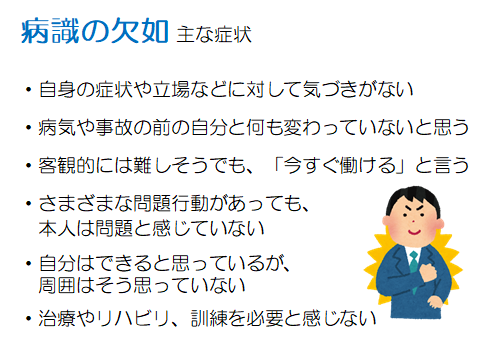 病識の欠如 主な症状
・自身の症状や立場などに対して気づきがない
・病気や事故の前の自分と何も変わっていないと思う
・客観的には難しそうでも、「今すぐ働ける」と言う
・さまざまな問題行動があっても、
本人は問題と感じていない
・自分はできると思っているが、
周囲はそう思っていない
・治療やリハビリ、訓練を必要と感じない